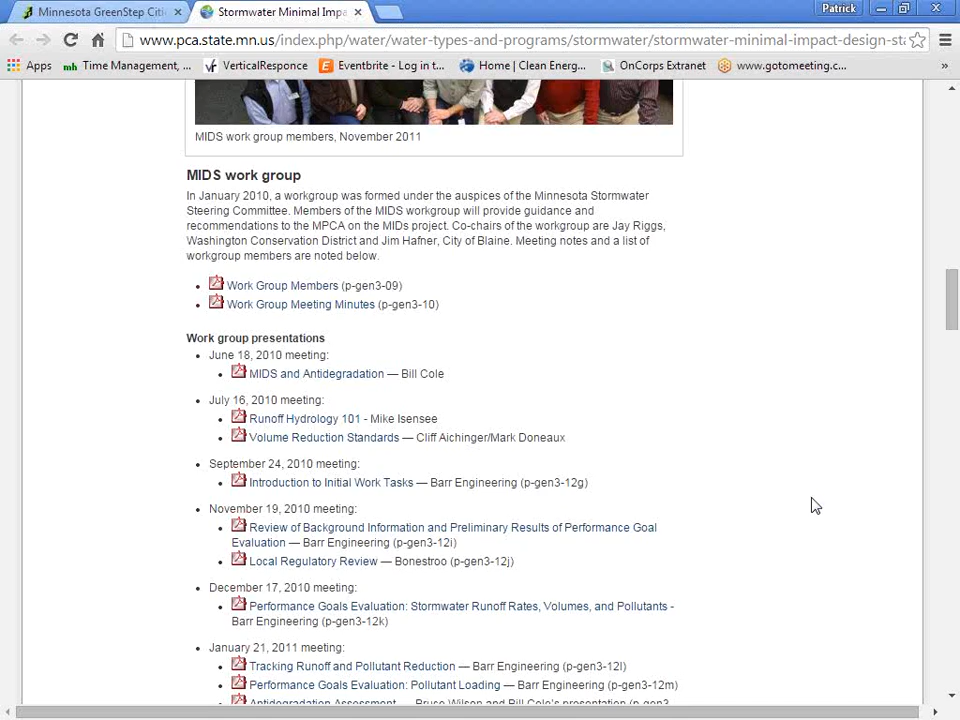 Minnesota GreenStep Citi
Stormwater Minimal Impa
Patrick
www.pca.state.mn.us/index.php/water/water-types-and-programs/stormwater/stormwater-minimal-impact-design-sta
Apps
Time Management, ...
VerticalResponce
Eventbrite - Log in t...
Home | Clean Energ...
OnCorps Extranet
www.gotomeeting.c...
»
MIDS work group members, November 2011
MIDS work group
In January 2010, a workgroup was formed under the auspices of the Minnesota Stormwater
Steering Committee. Members of the MIDS workgroup will provide guidance and
recommendations to the MPCA on the MIDs project. Co-chairs of the workgroup are Jay Riggs,
Washington Conservation District and Jim Hafner, City of Blaine. Meeting notes and a list of
workgroup members are noted below.
• Work Group Members (p-gen3-09)
• Work Group Meeting Minutes (p-gen3-10)
Work group presentations
• June 18, 2010 meeting:
• MIDS and Antidegradation — Bill Cole
• July 16, 2010 meeting:
• Runoff Hydrology 101 - Mike Isensee
• Volume Reduction Standards — Cliff Aichinger/Mark Doneaux
• September 24, 2010 meeting:
• Introduction to Initial Work Tasks — Barr Engineering (p-gen3-12g)
• November 19, 2010 meeting:
• Review of Background Information and Preliminary Results of Performance Goal
Evaluation — Barr Engineering (p-gen3-12i)
• Local Regulatory Review — Bonestroo (p-gen3-12j)
• December 17, 2010 meeting:
• Performance Goals Evaluation: Stormwater Runoff Rates, Volumes, and Pollutants -
Barr Engineering (p-gen3-12k)
• January 21, 2011 meeting:
• Tracking Runoff and Pollutant Reduction — Barr Engineering (p-gen3-12l)
• Performance Goals Evaluation: Pollutant Loading — Barr Engineering (p-gen3-12m)
• Antidegradation Assessment — Bruce Wilson and Bill Cole's presentation (p-gen3-